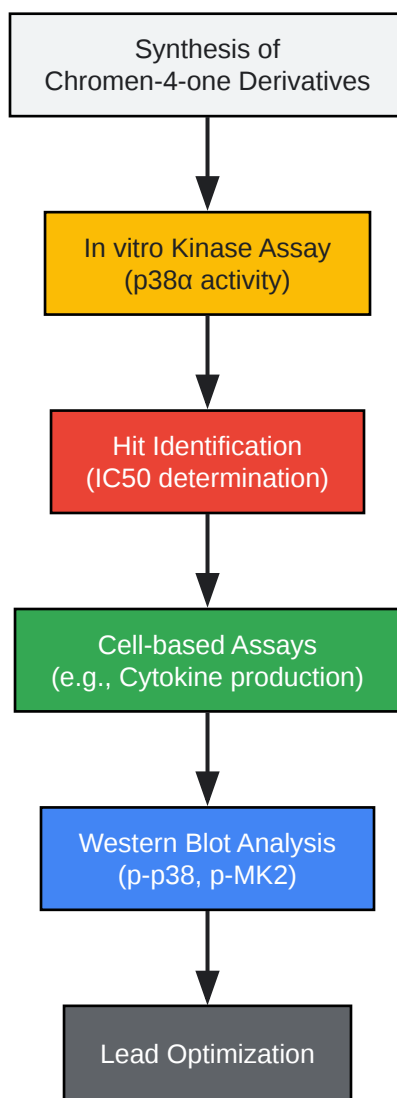 Synthesis of
Chromen-4-one Derivatives
In vitro Kinase Assay
(p38α activity)
Hit Identification
(IC50 determination)
Cell-based Assays
(e.g., Cytokine production)
Western Blot Analysis
(p-p38, p-MK2)
Lead Optimization